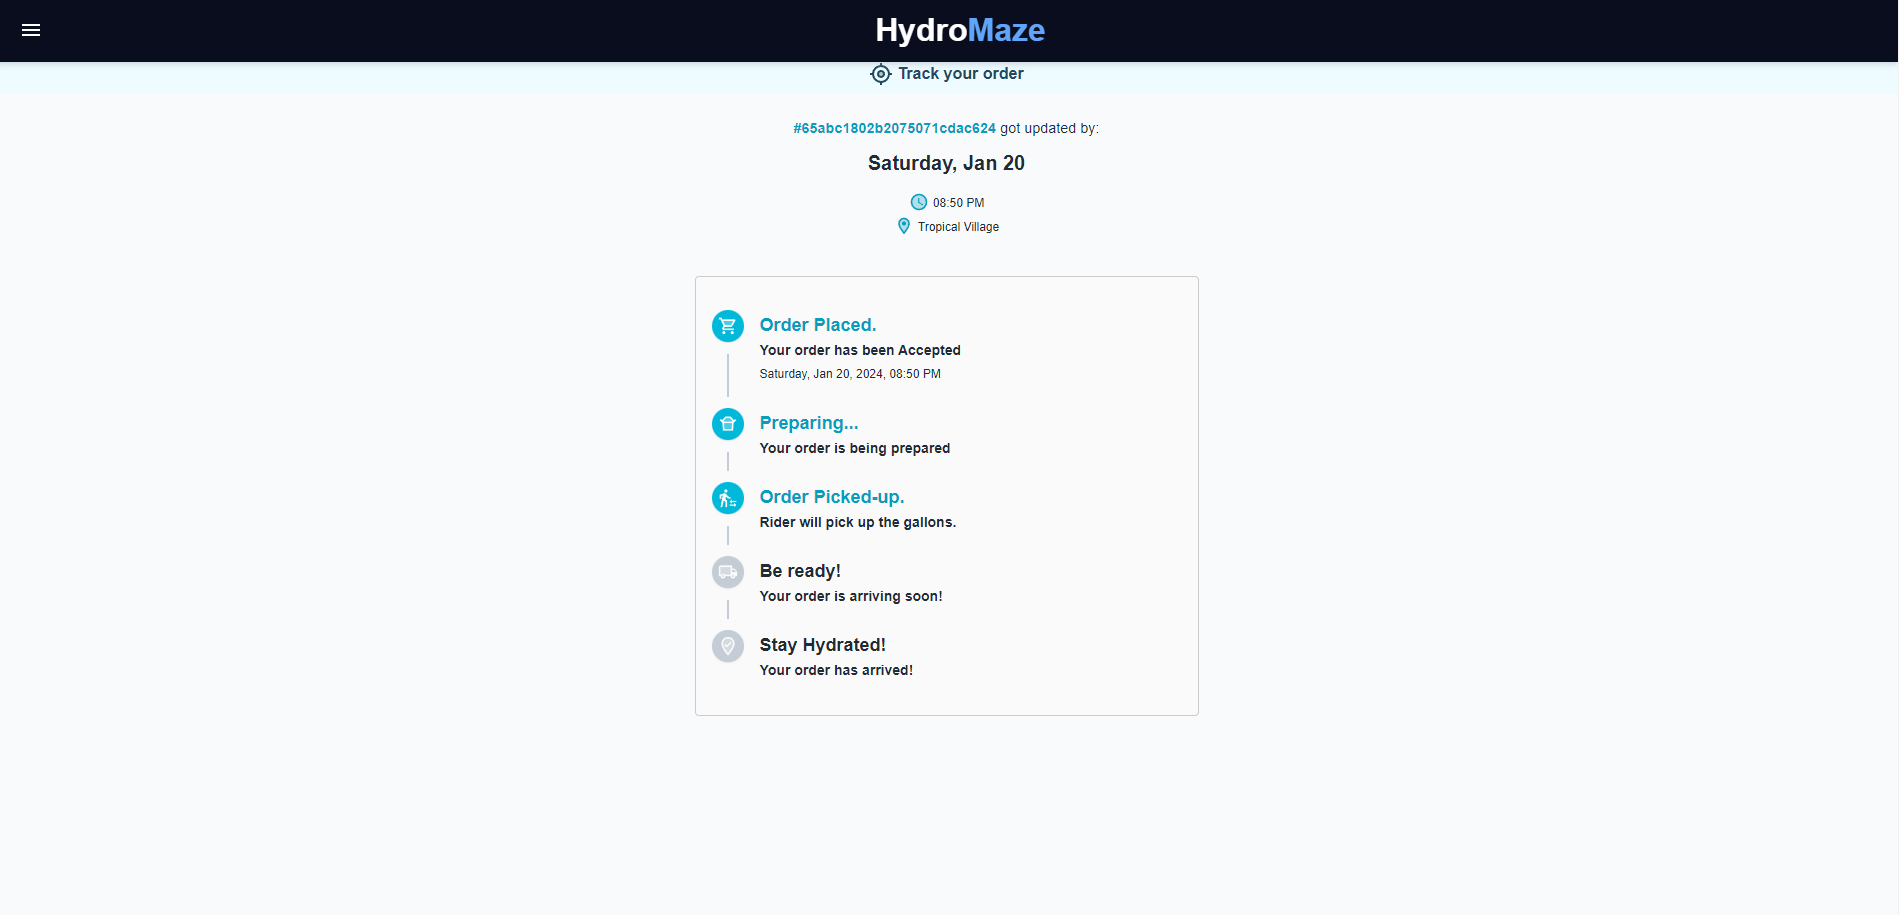 HydroMaze
Track your order
#65abc1802b2075071cdac624 got updated by:
Saturday, Jan 20
08:50 PM
Tropical Village
Order Placed.
Your order has been Accepted
Saturday, Jan 20, 2024, 08:50 PM
Preparing...
Your order is being prepared
Order Picked-up.
Rider will pick up the gallons.
Be ready!
Your order is arriving soon!
Stay Hydrated!
Your order has arrived!